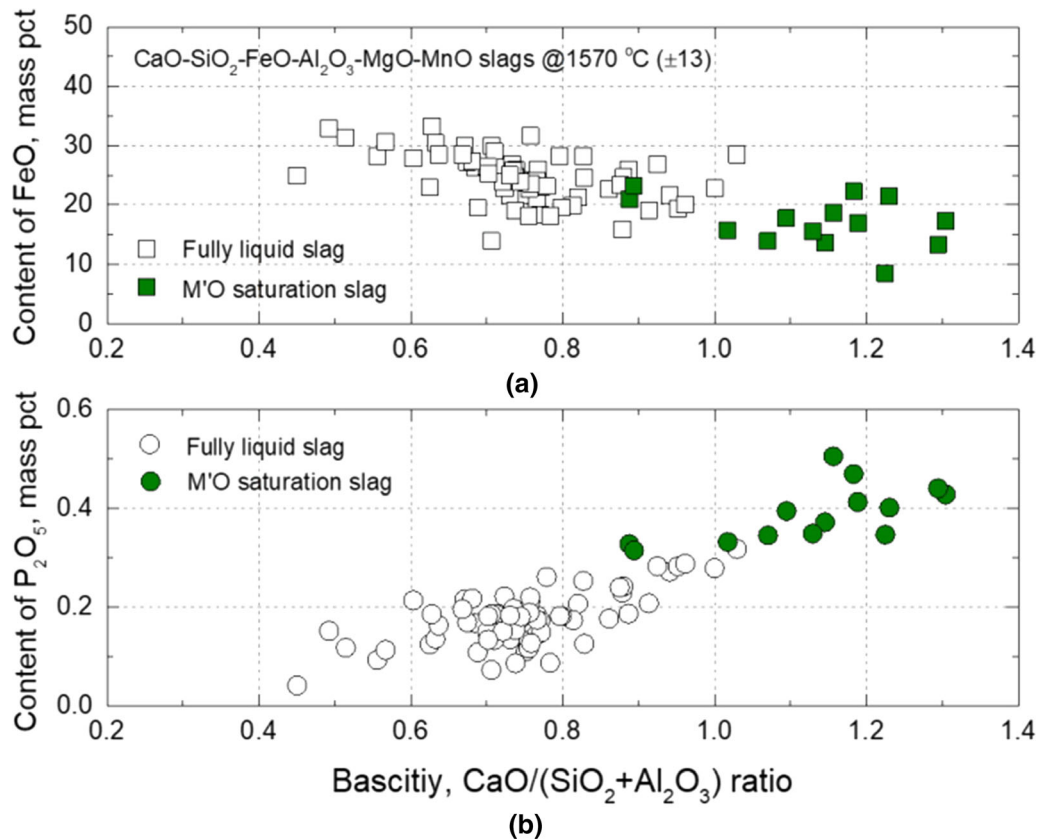 50
40
30
20
10
0
Content of FeO, mass pct
CaO-SiO₂-FeO-Al₂O₃-MgO-MnO slags @1570 °C (±13)
Fully liquid slag
M'O saturation slag
0.2 0.4 0.6 0.8 1.0 1.2 1.4
(a)
0.6
0.4
0.2
0.0
Content of P₂O₅, mass pct
Fully liquid slag
M'O saturation slag
0.2 0.4 0.6 0.8 1.0 1.2 1.4
Bascitiy, CaO/(SiO₂+Al₂O₃) ratio
(b)